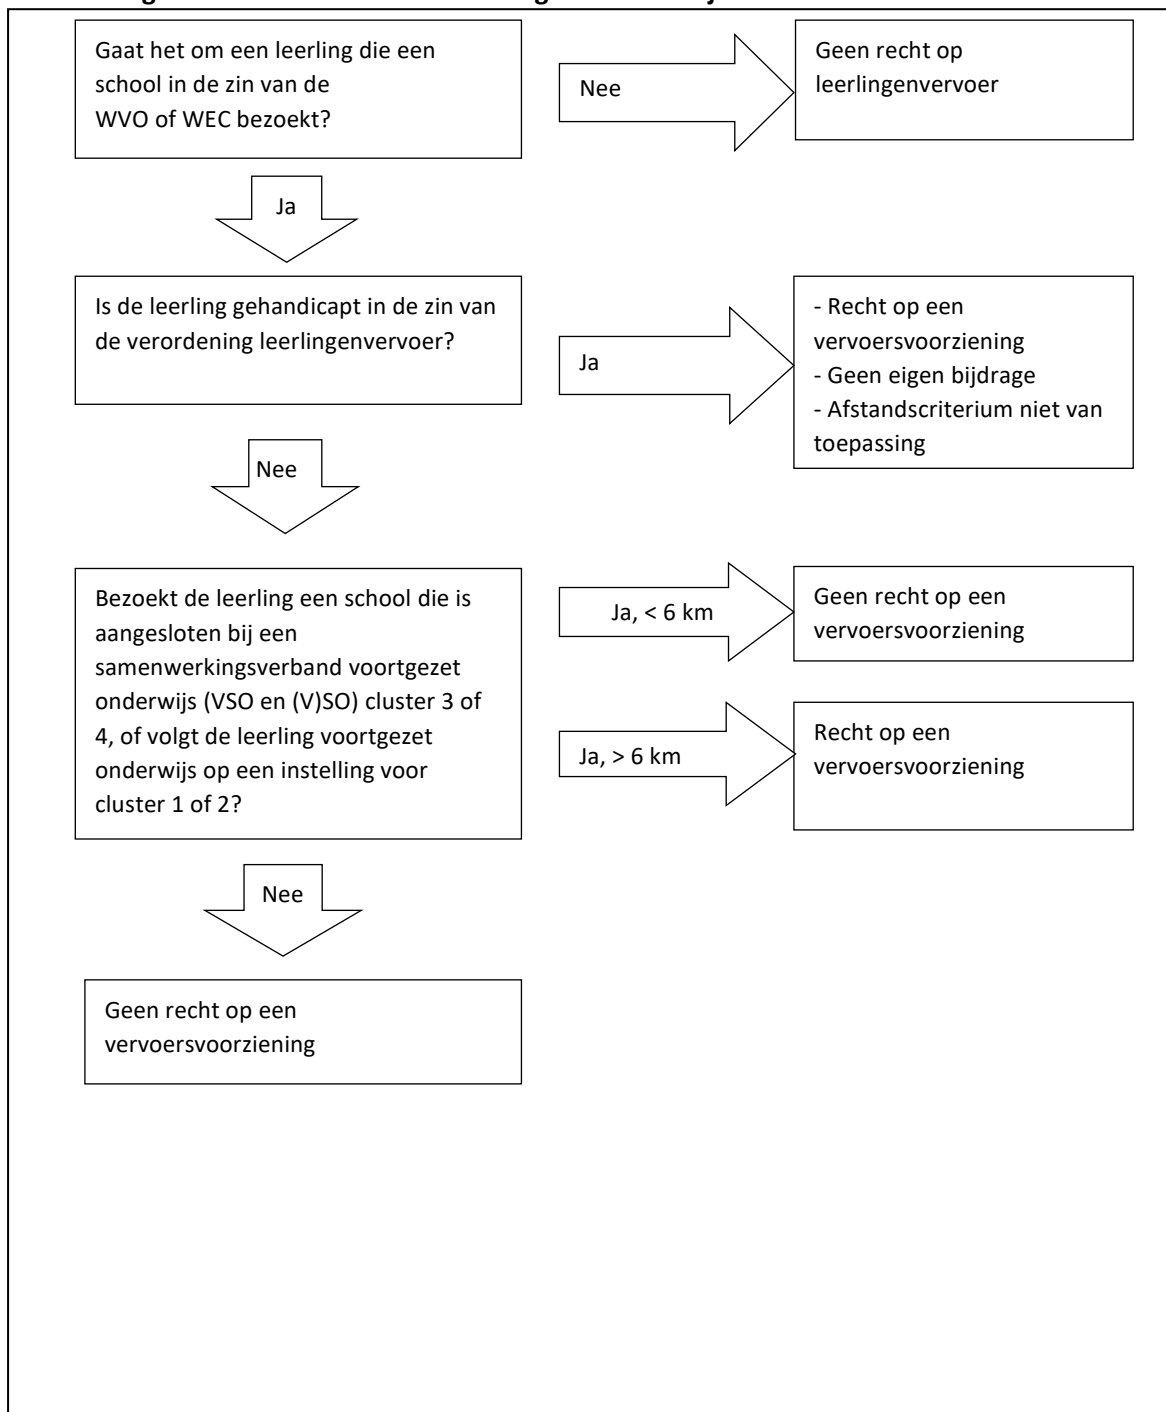 Gaat het om een leerling die een
school in de zin van de
WVO of WEC bezoekt?
Nee
Geen recht op
leerlingenvervoer
Ja
Is de leerling gehandicapt in de zin van
de verordening leerlingenvervoer?
Ja
- Recht op een
vervoersvoorziening
- Geen eigen bijdrage
- Afstandscriterium niet van
toepassing
Nee
Bezoekt de leerling een school die is
aangesloten bij een
samenwerkingsverband voortgezet
onderwijs (VSO en (V)SO) cluster 3 of
4, of volgt de leerling voortgezet
onderwijs op een instelling voor
cluster 1 of 2?
Ja, < 6 km
Geen recht op een
vervoersvoorziening
Ja, > 6 km
Recht op een
vervoersvoorziening
Nee
Geen recht op een
vervoersvoorziening